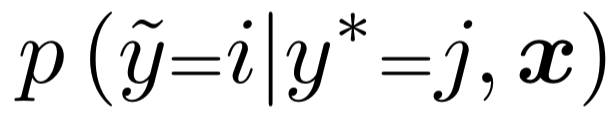 p (ỹ=i|y*=j, x)